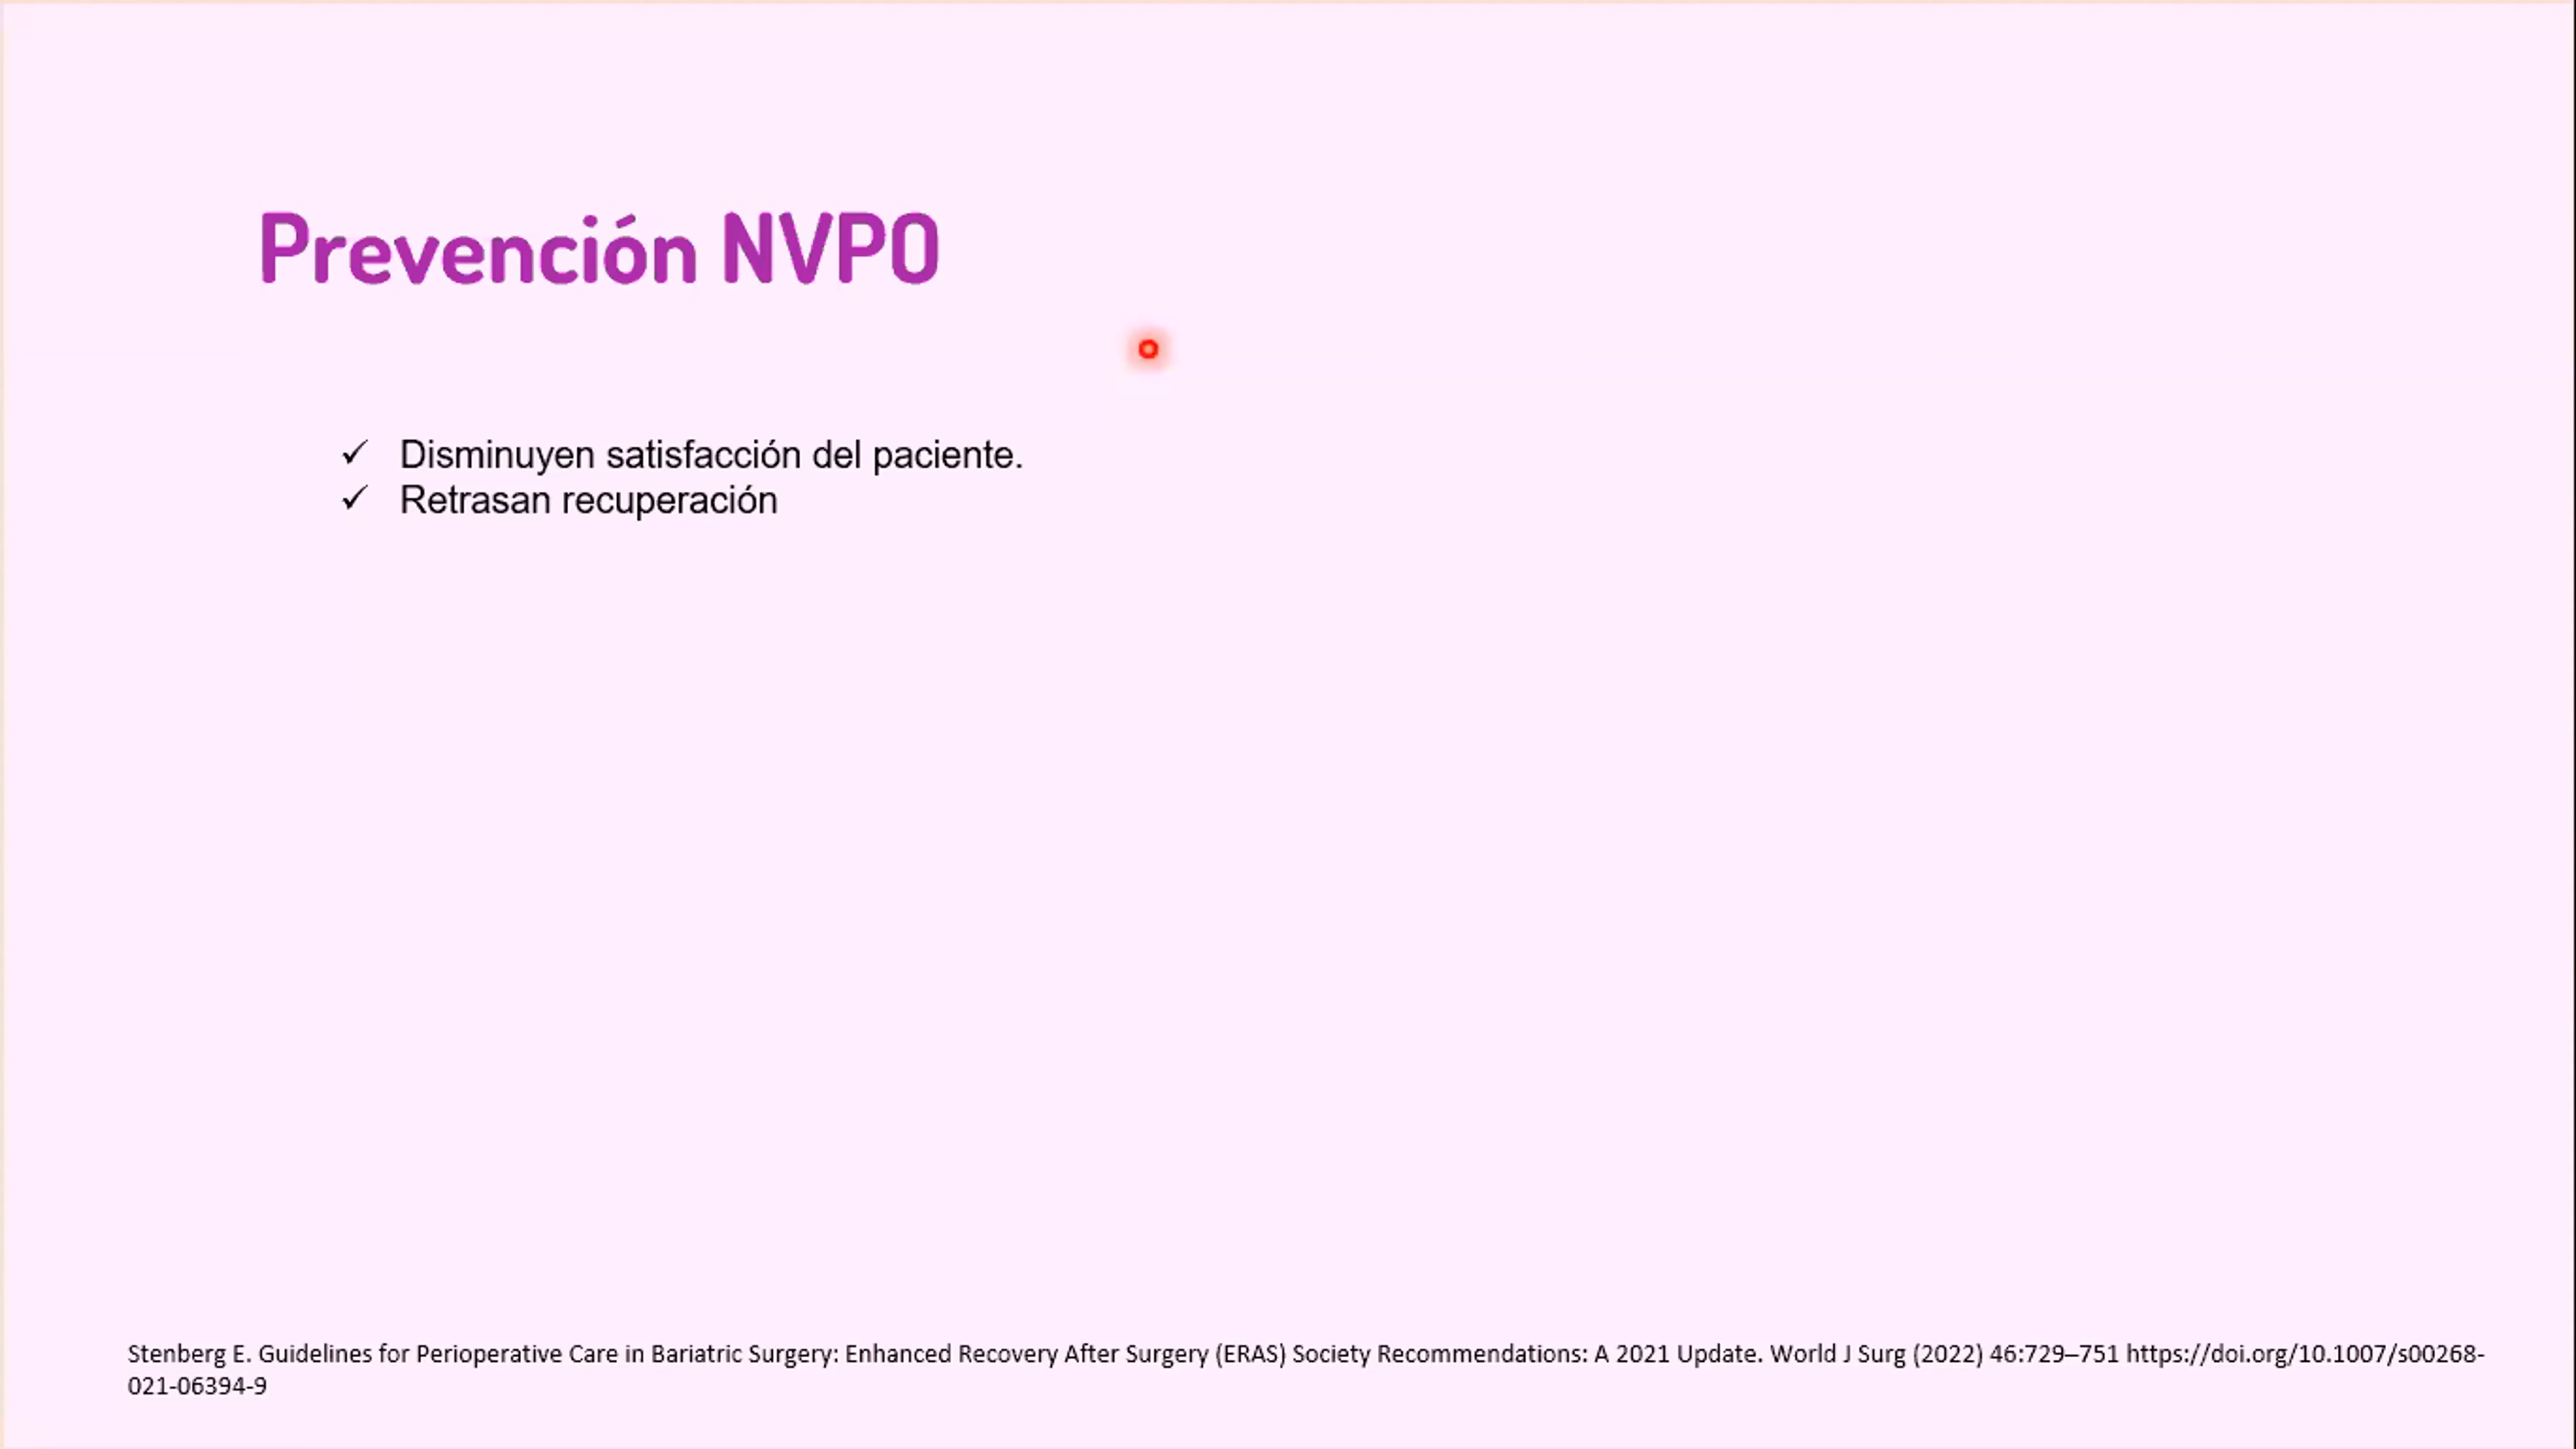 Prevención NVPO
✓ Disminuyen satisfacción del paciente.
✓ Retrasan recuperación
Stenberg E. Guidelines for Perioperative Care in Bariatric Surgery: Enhanced Recovery After Surgery (ERAS) Society Recommendations: A 2021 Update. World J Surg (2022) 46:729–751 https://doi.org/10.1007/s00268-
021-06394-9